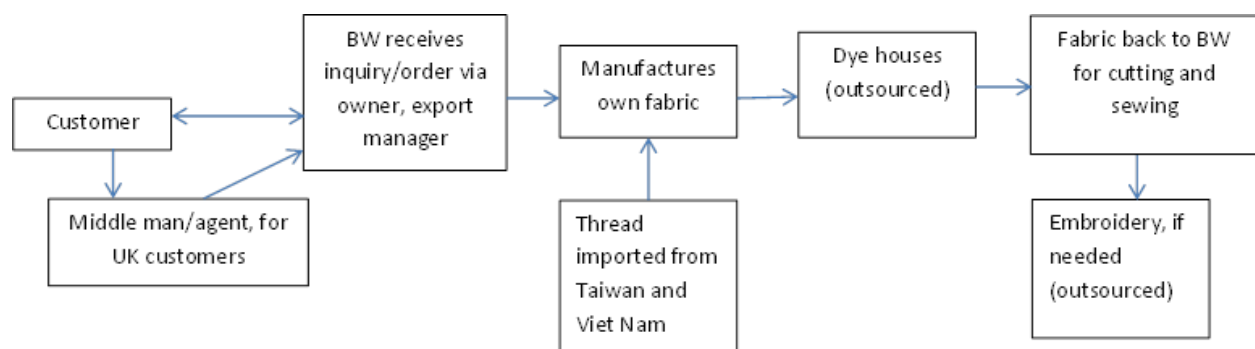 Customer
Middle man/agent, for
UK customers
BW receives
inquiry/order via
owner, export
manager
Manufactures
own fabric
Thread
imported from
Taiwan and
Viet Nam
Dye houses
(outsourced)
Fabric back to BW
for cutting and
sewing
Embroidery, if
needed
(outsourced)